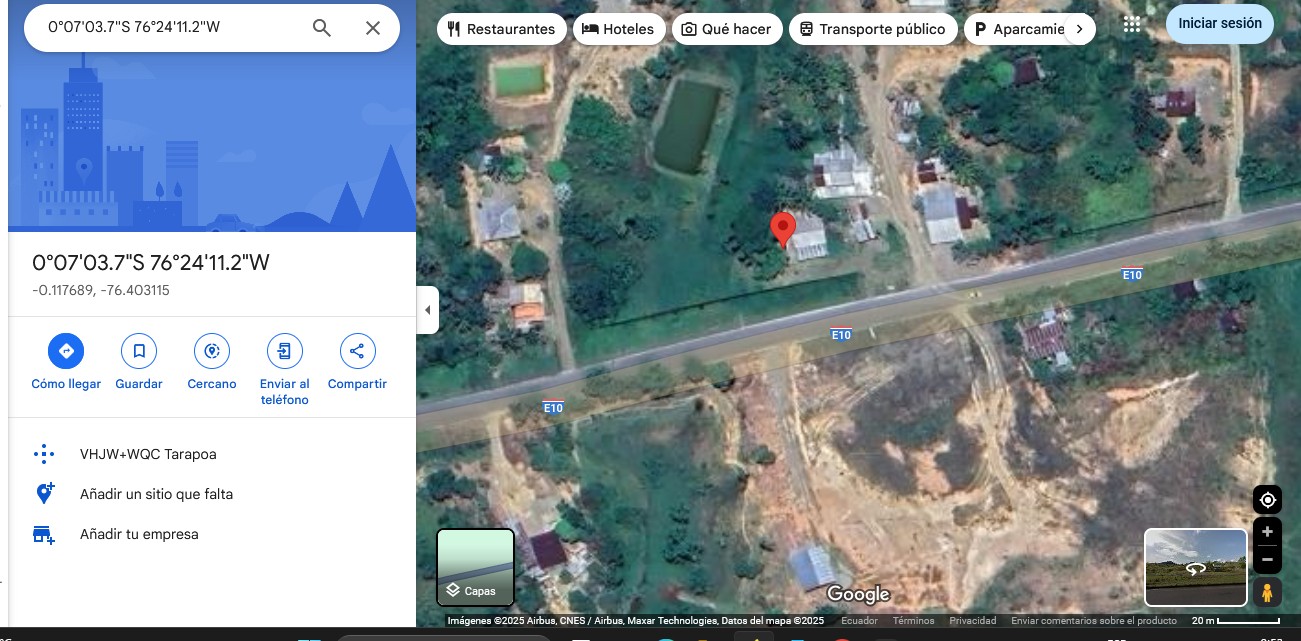 0°07'03.7"S 76°24'11.2"W
Restaurantes
Hoteles
Qué hacer
Transporte público
P Aparcamie
Iniciar sesión
0°07'03.7"S 76°24'11.2"W
-0.117689, -76.403115
Cómo llegar
Guardar
Cercano
Enviar al
teléfono
Compartir
VHJW+WQC Tarapoa
Añadir un sitio que falta
Añadir tu empresa
E10
E10
E10
Capas
Google
Imágenes ©2025 Airbus, CNES / Airbus, Maxar Technologies, Datos del mapa ©2025
Ecuador
Términos
Privacidad
Enviar comentarios sobre el producto
20 m